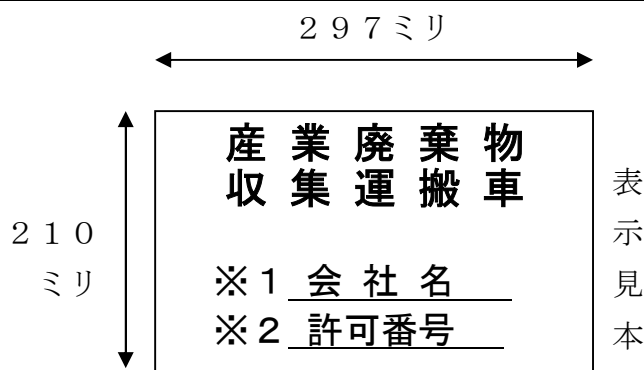 ２９７ミリ
産業廃棄物
収集運搬車
２１０
ミリ
※１ 会社名
※２ 許可番号
表示見本